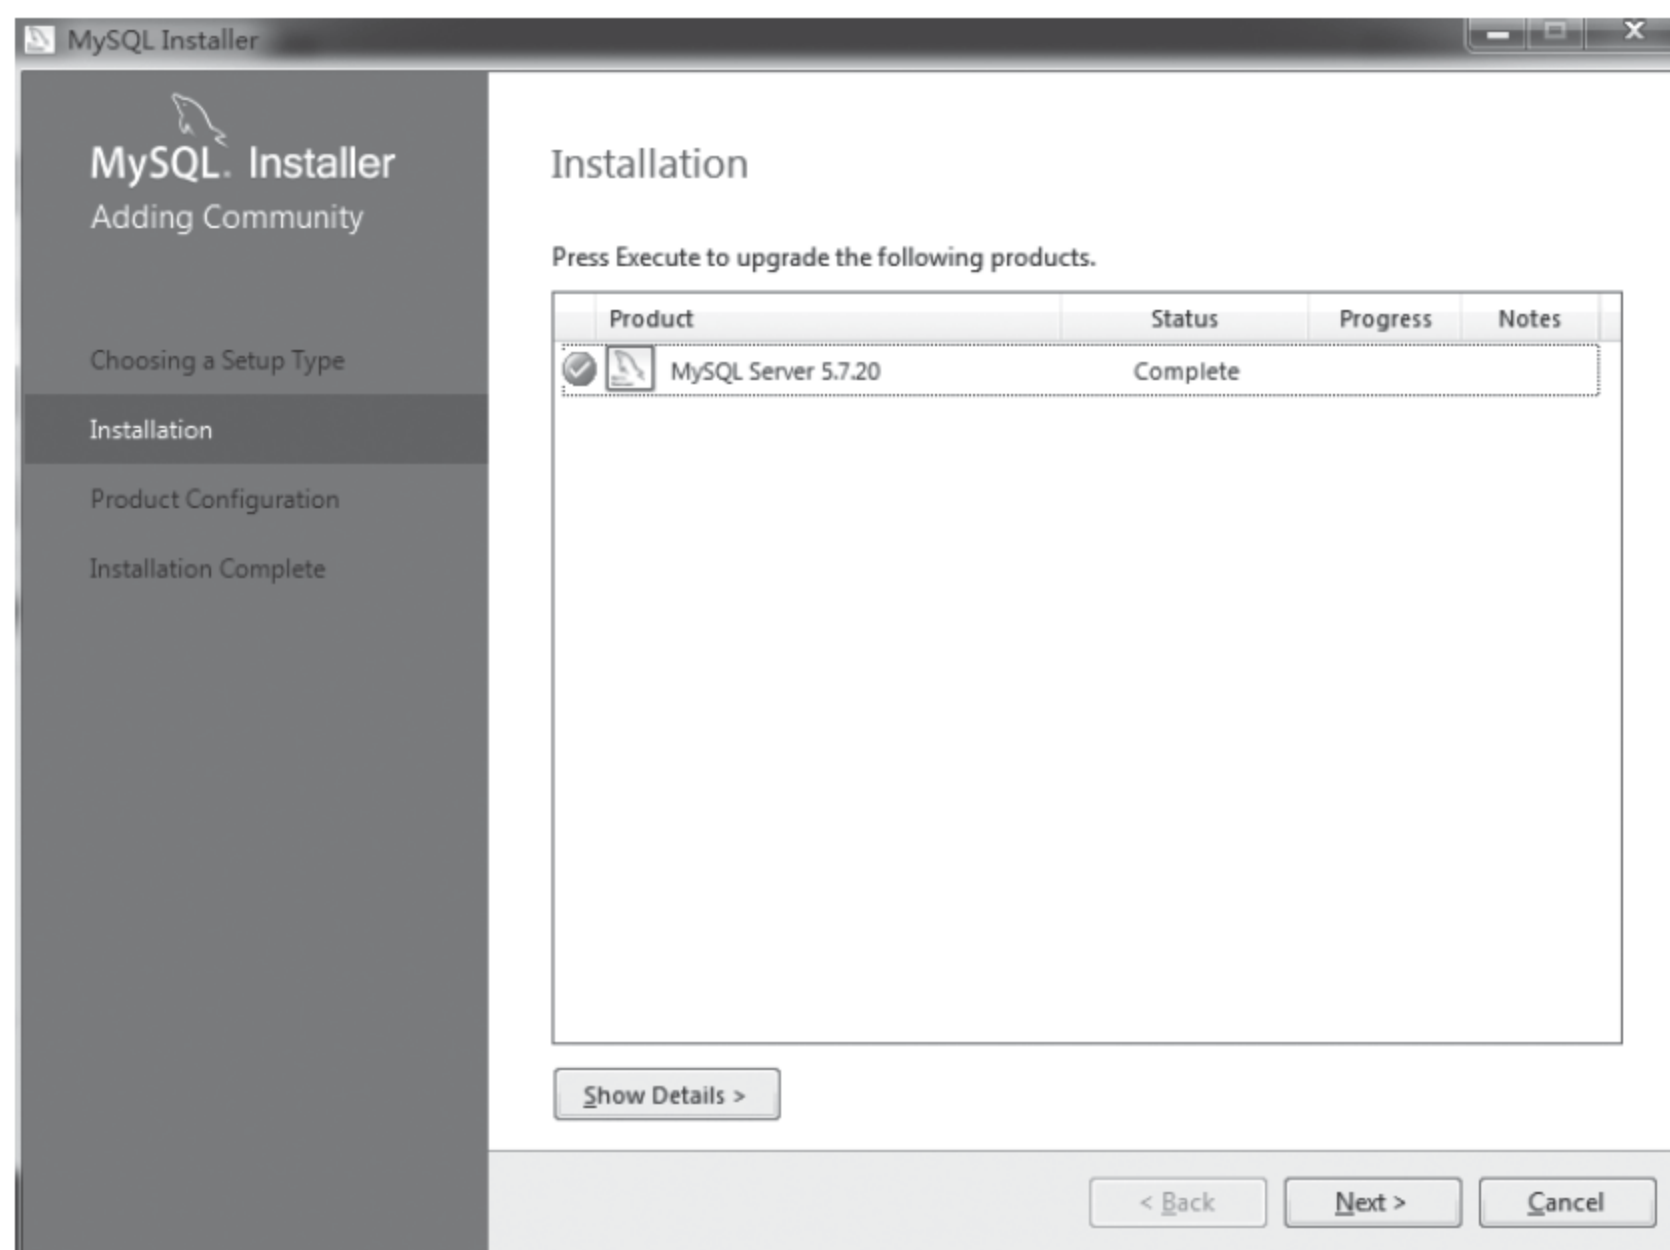 MySQL Installer
MySQL. Installer
Adding Community
Choosing a Setup Type
Installation
Product Configuration
Installation Complete
Installation
Press Execute to upgrade the following products.
Product Status Progress Notes
MySQL Server 5.7.20 Complete
Show Details >
< Back Next > Cancel